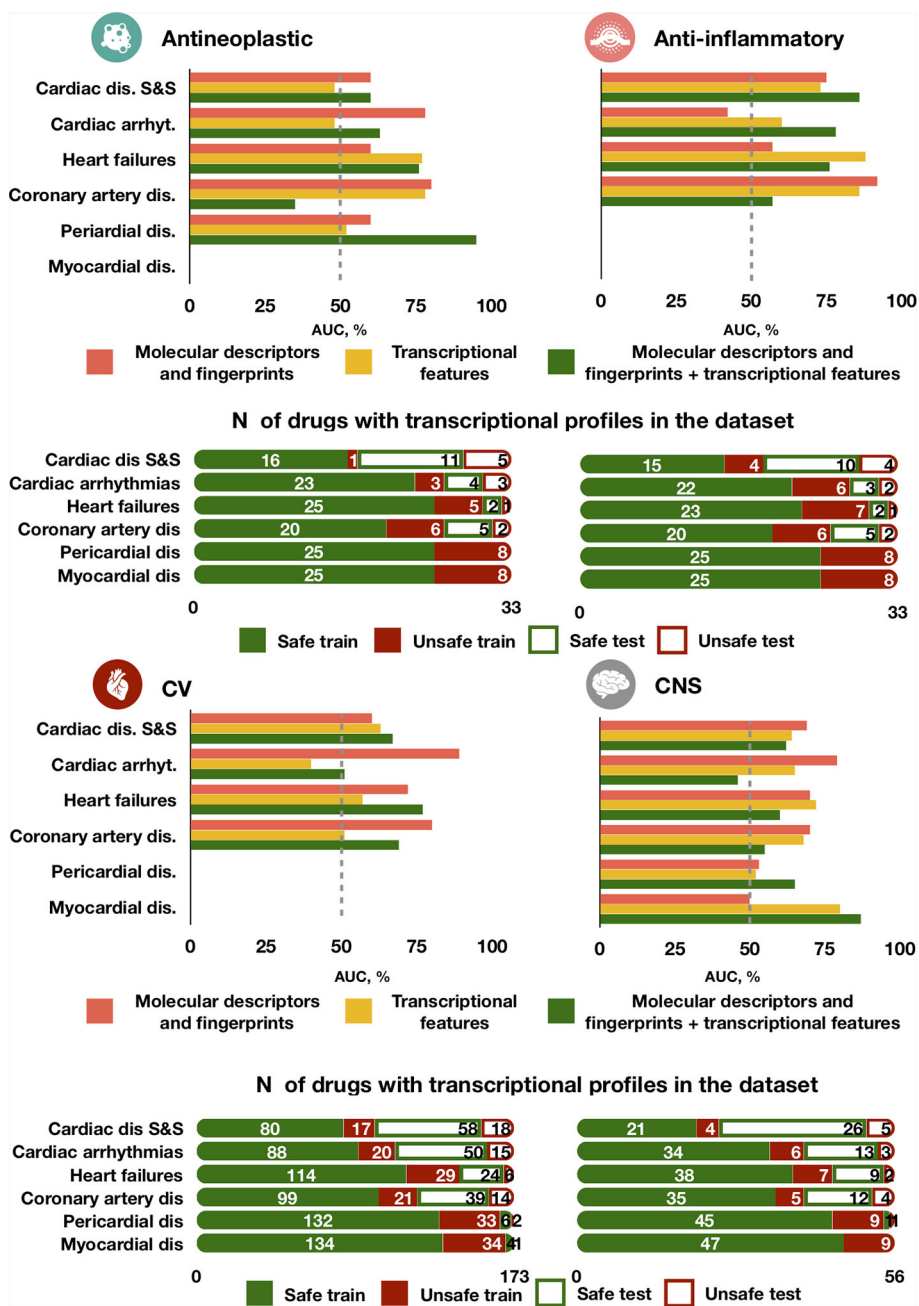 Antineoplastic
Anti-inflammatory
Cardiac dis. S&S
Cardiac arrhyt.
Heart failures
Coronary artery dis.
Periardial dis.
Myocardial dis.
0 25 50 75 100
AUC, %
0 25 50 75 100
AUC, %
Molecular descriptors
and fingerprints
Transcriptional
features
Molecular descriptors and
fingerprints + transcriptional features
N of drugs with transcriptional profiles in the dataset
Cardiac dis S&S 16 1 11 5 15 4 10 4
Cardiac arrhythmias 23 3 4 3 22 6 3 2
Heart failures 25 5 2 1 23 7 2 1
Coronary artery dis 20 6 5 2 20 6 5 2
Pericardial dis 25 8 25 8
Myocardial dis 25 8 25 8
0 33 0 33
Safe train Unsafe train Safe test Unsafe test
CV
CNS
Cardiac dis. S&S
Cardiac arrhyt.
Heart failures
Coronary artery dis.
Pericardial dis.
Myocardial dis.
0 25 50 75 100
AUC, %
0 25 50 75 100
AUC, %
Molecular descriptors
and fingerprints
Transcriptional
features
Molecular descriptors and
fingerprints + transcriptional features
N of drugs with transcriptional profiles in the dataset
Cardiac dis S&S 80 17 58 18 21 4 26 5
Cardiac arrhythmias 88 20 50 15 34 6 13 3
Heart failures 114 29 24 6 38 7 9 2
Coronary artery dis 99 21 39 14 35 5 12 4
Pericardial dis 132 33 6 2 45 9 1 1
Myocardial dis 134 34 4 1 47 9
0 173 0 56
Safe train Unsafe train Safe test Unsafe test